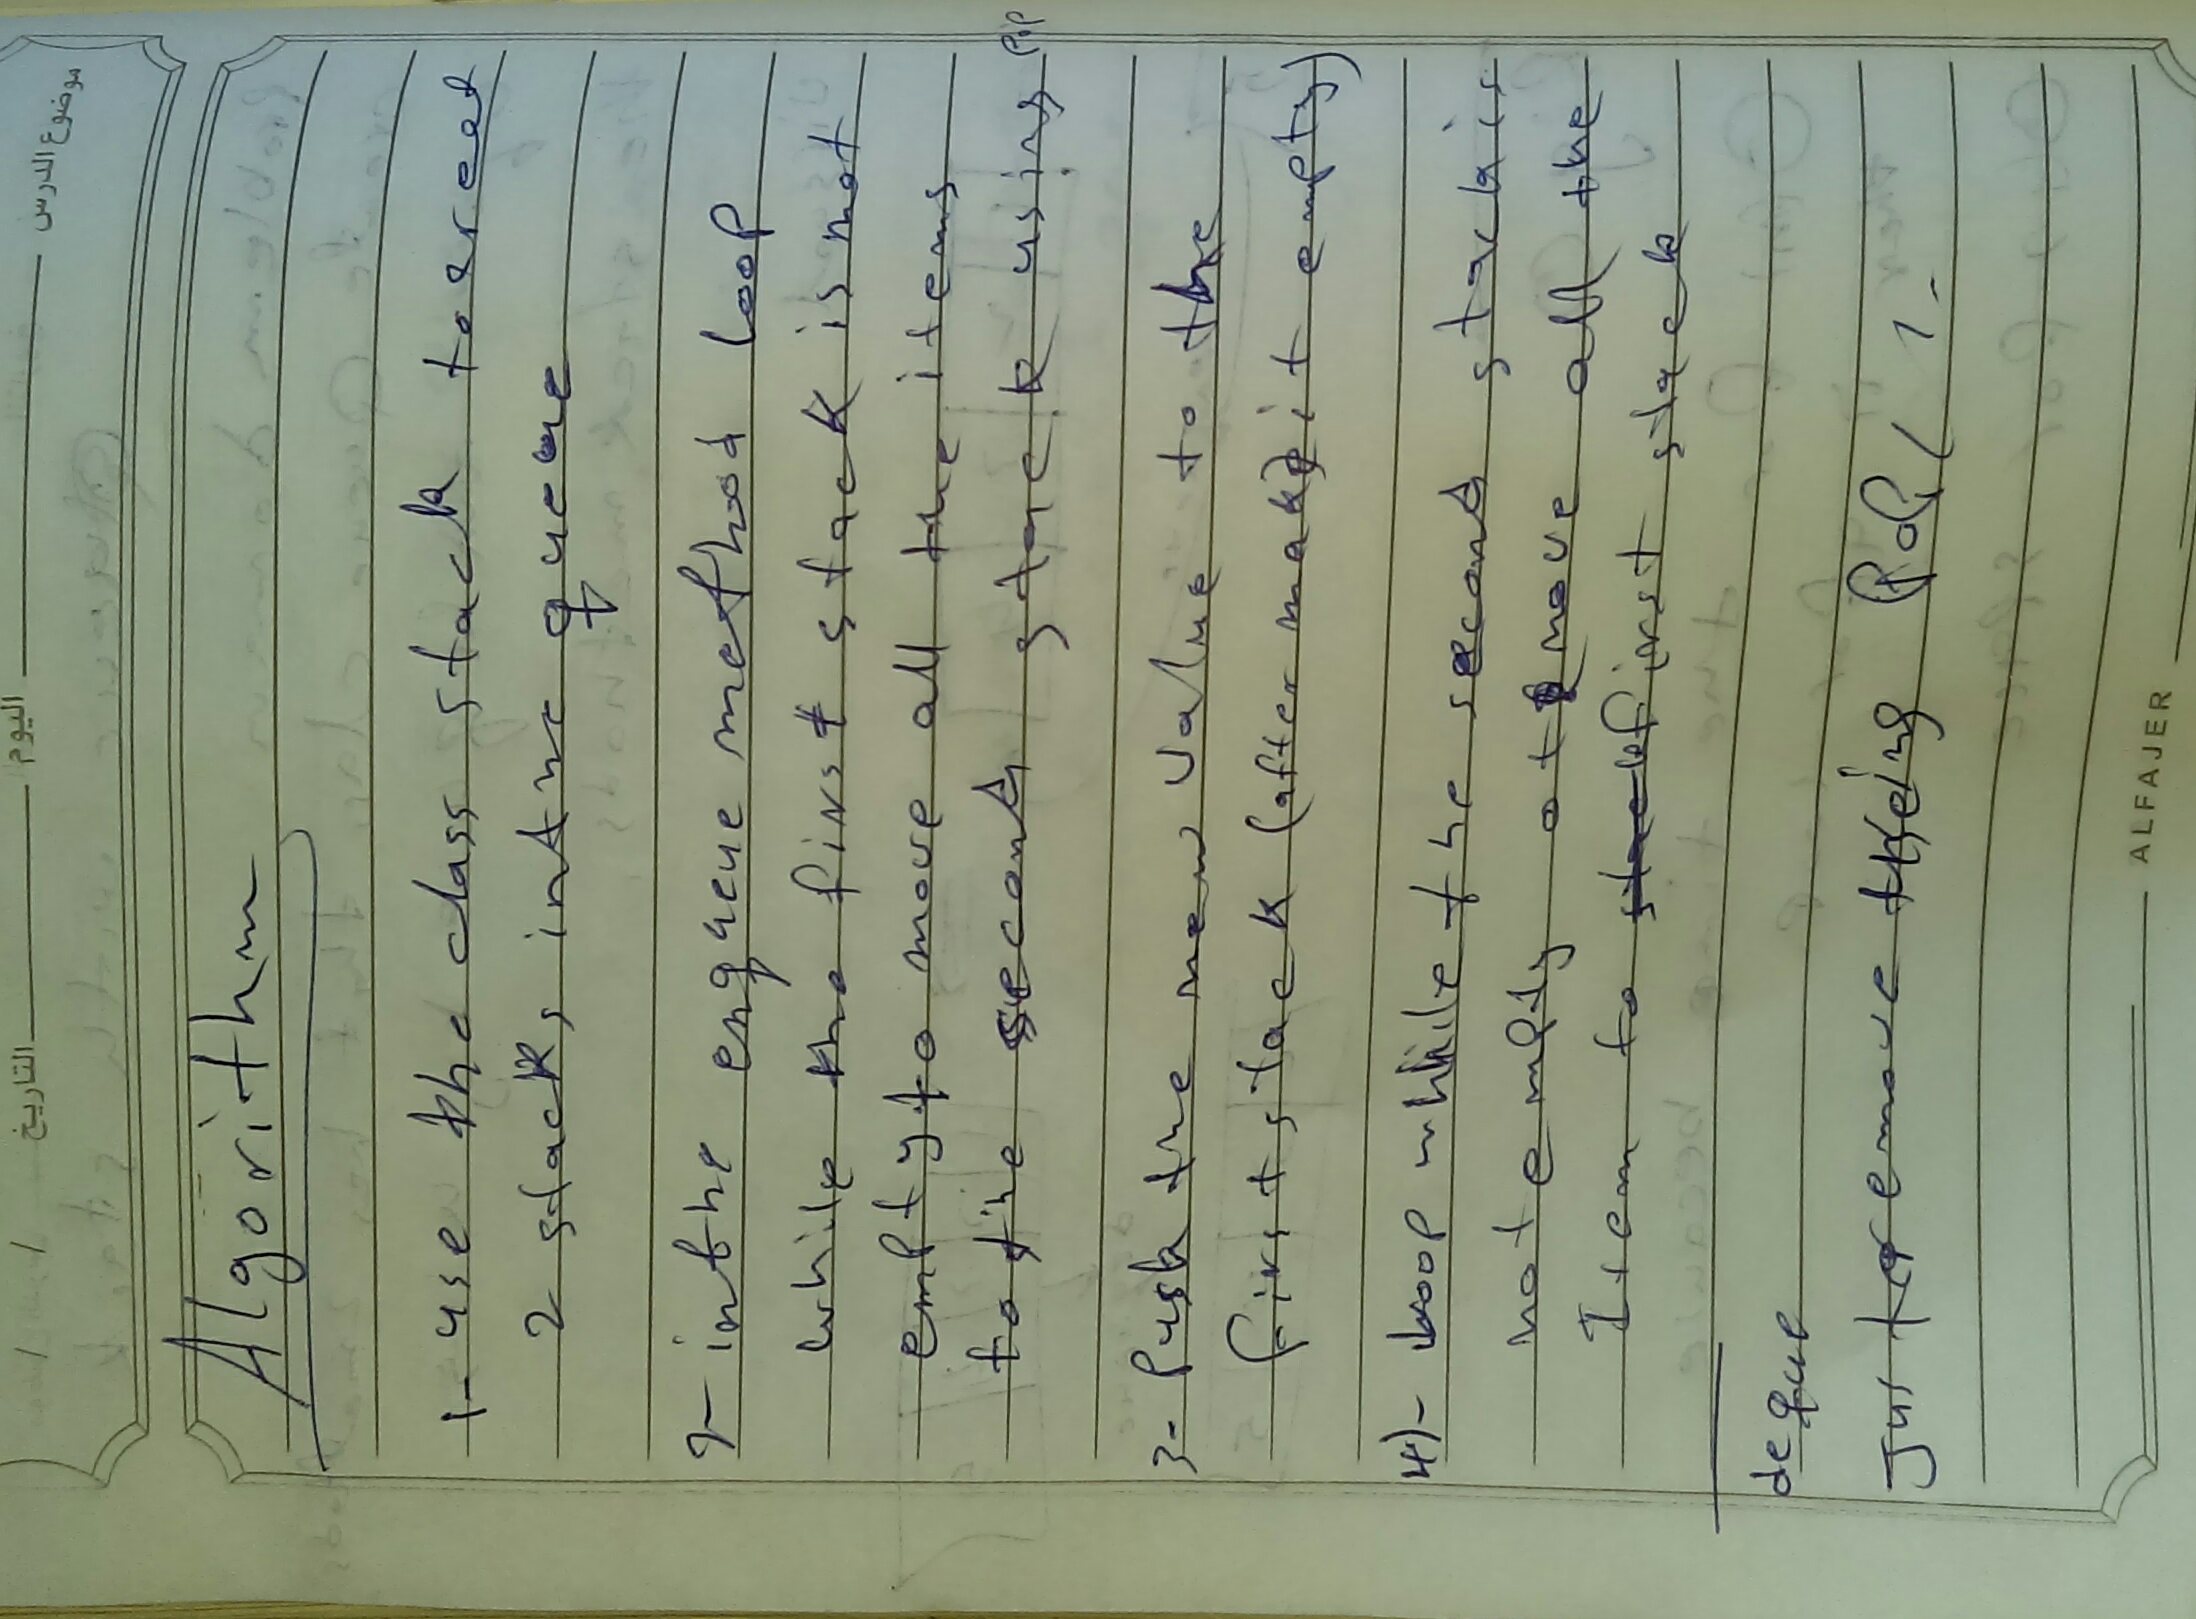 موضوع الدرس اليوم التاريخ
Algorithm
1- use the class stack to creat
2 stacks in the queue
2- in the enqueue method loop
while the first stack is not
empty to move all the items
to the second stack using pop
3- Push the new value to the
first stack (after make it empty)
4)- Loop while the second stack is
not empty ot move all the
Item to first stack
deque
Just remove using Pop( ).
ALFAJER